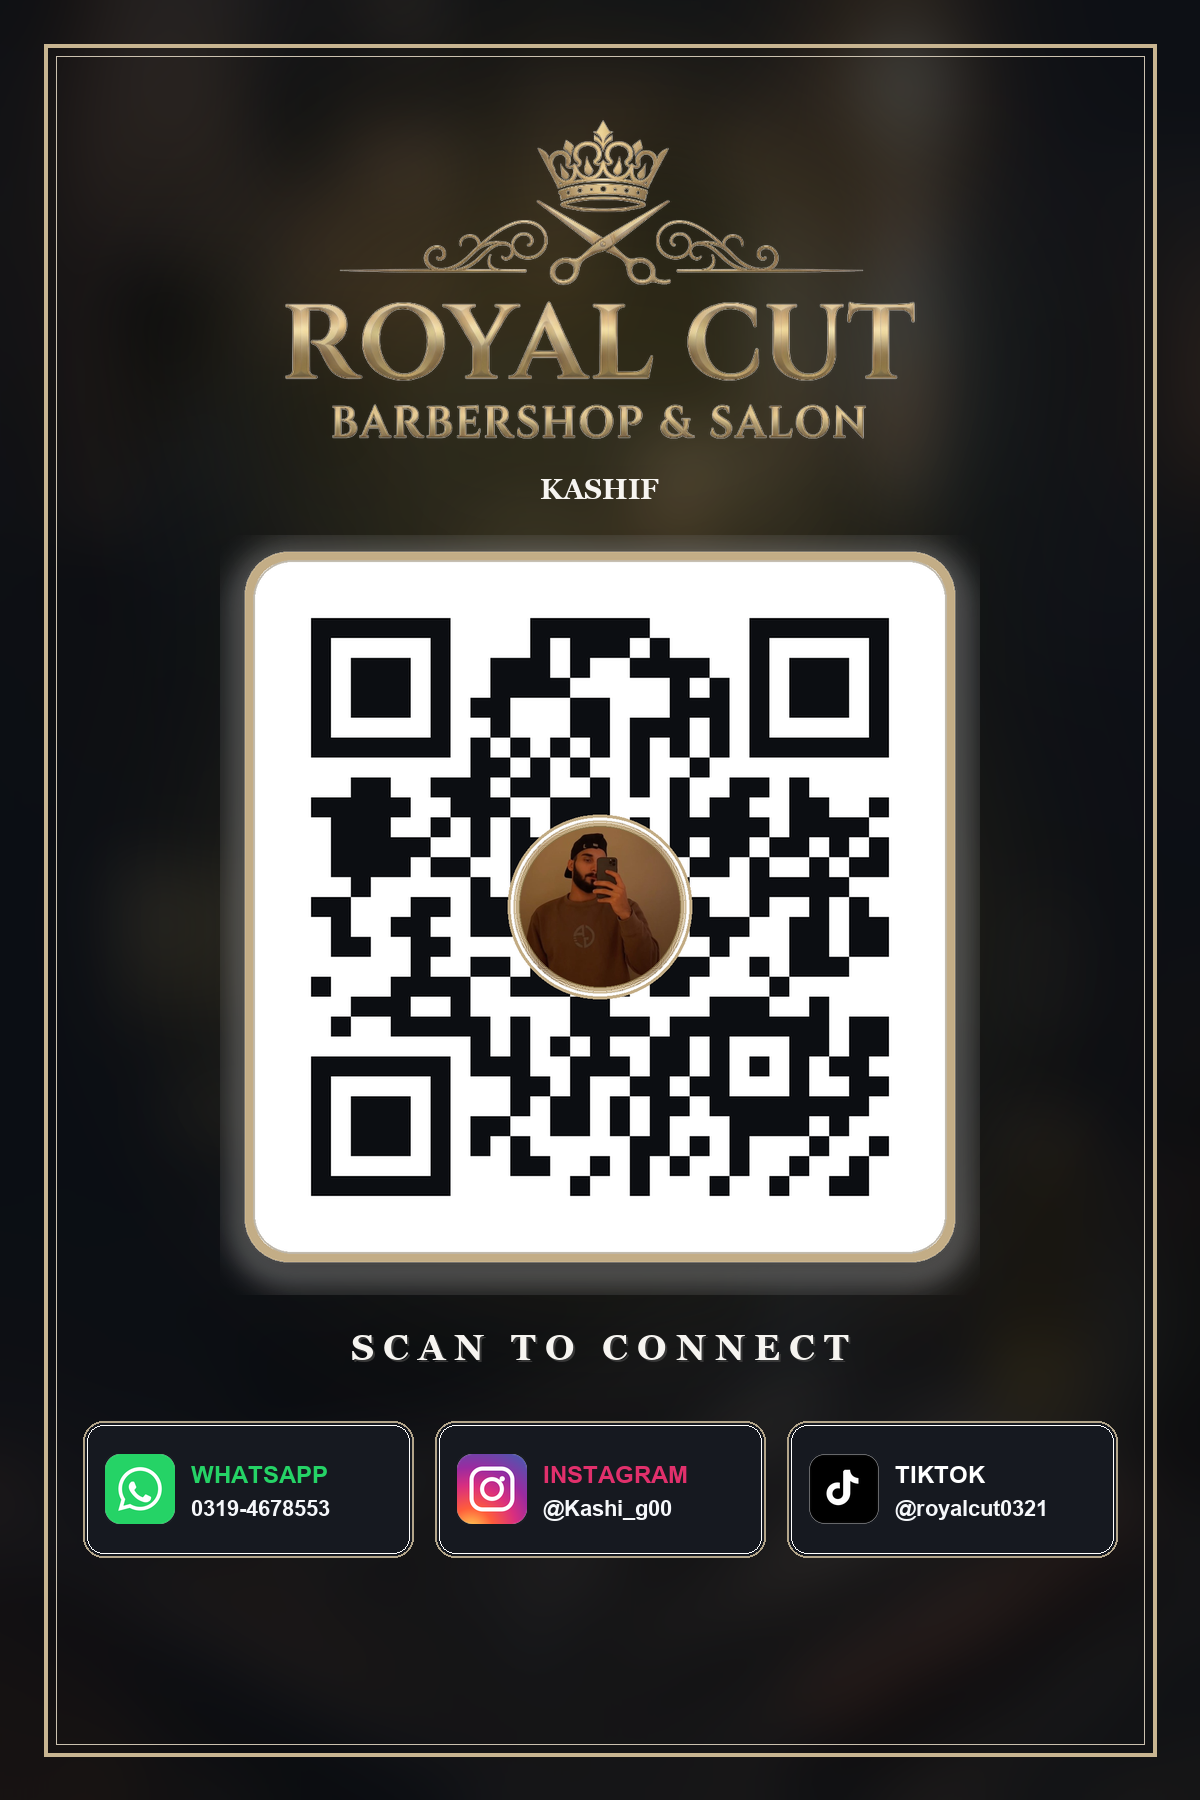 ROYAL CUT
BARBERSHOP & SALON
KASHIF
SCAN TO CONNECT
WHATSAPP
0319-4678553
INSTAGRAM
@Kashi_g00
TIKTOK
@royalcut0321